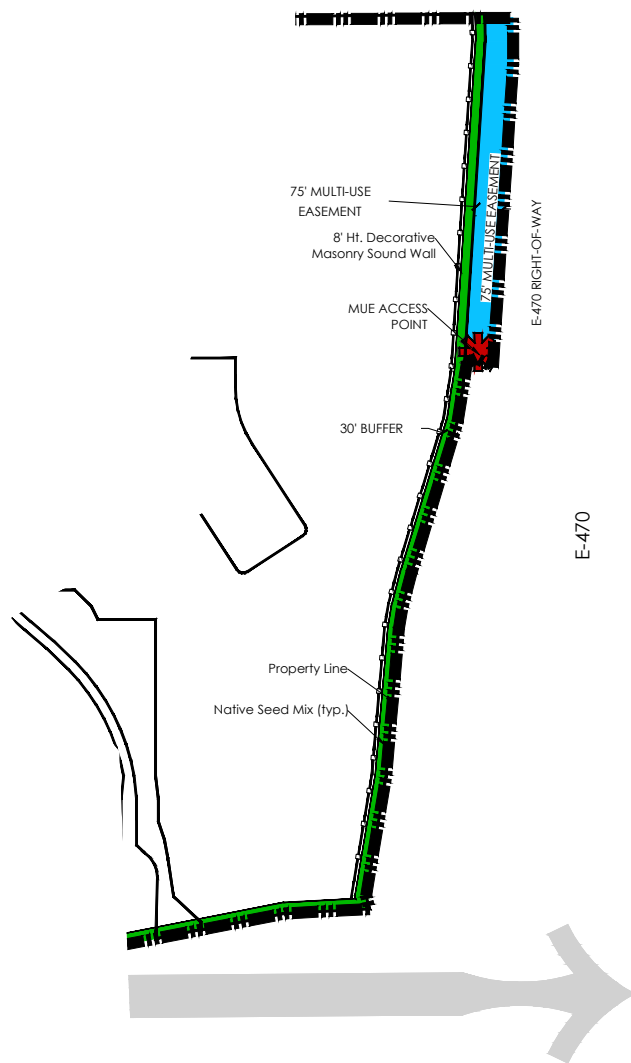 75' MULTI-USE
EASEMENT
75' MULTI-USE EASEMENT
8' Ht. Decorative
Masonry Sound Wall
E-470 RIGHT-OF-WAY
MUE ACCESS
POINT
30' BUFFER
E-470
Property Line
Native Seed Mix (typ.)